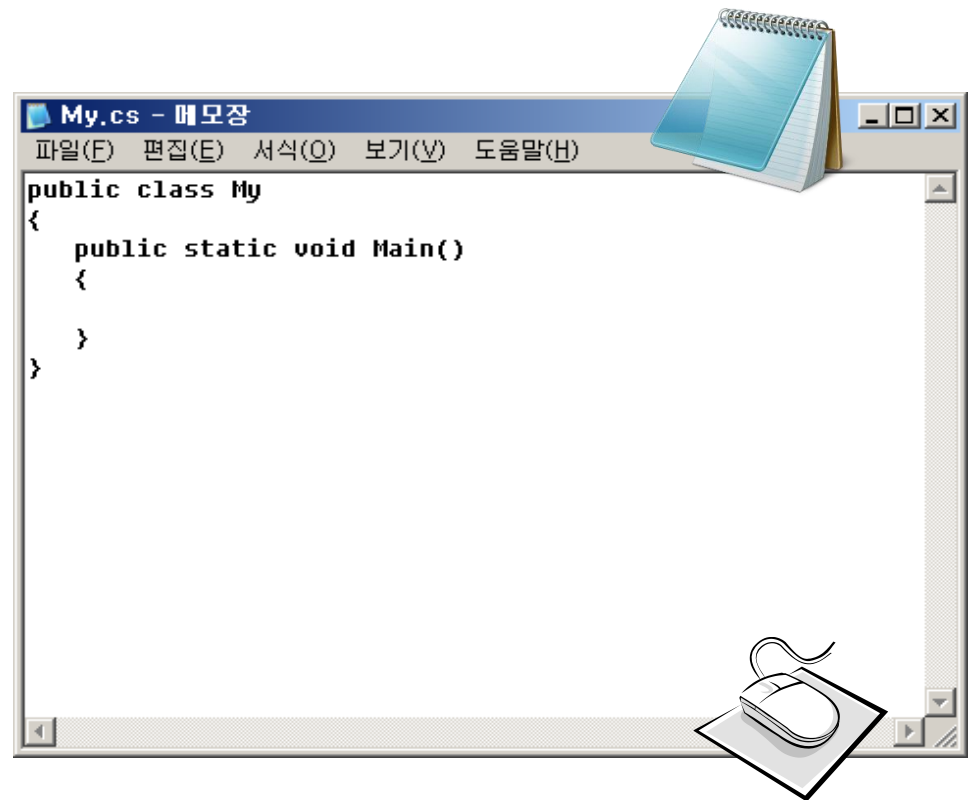 My.cs - 메모장
파일(F) 편집(E) 서식(O) 보기(V) 도움말(H)
public class My
{
   public static void Main()
   {
   }
}